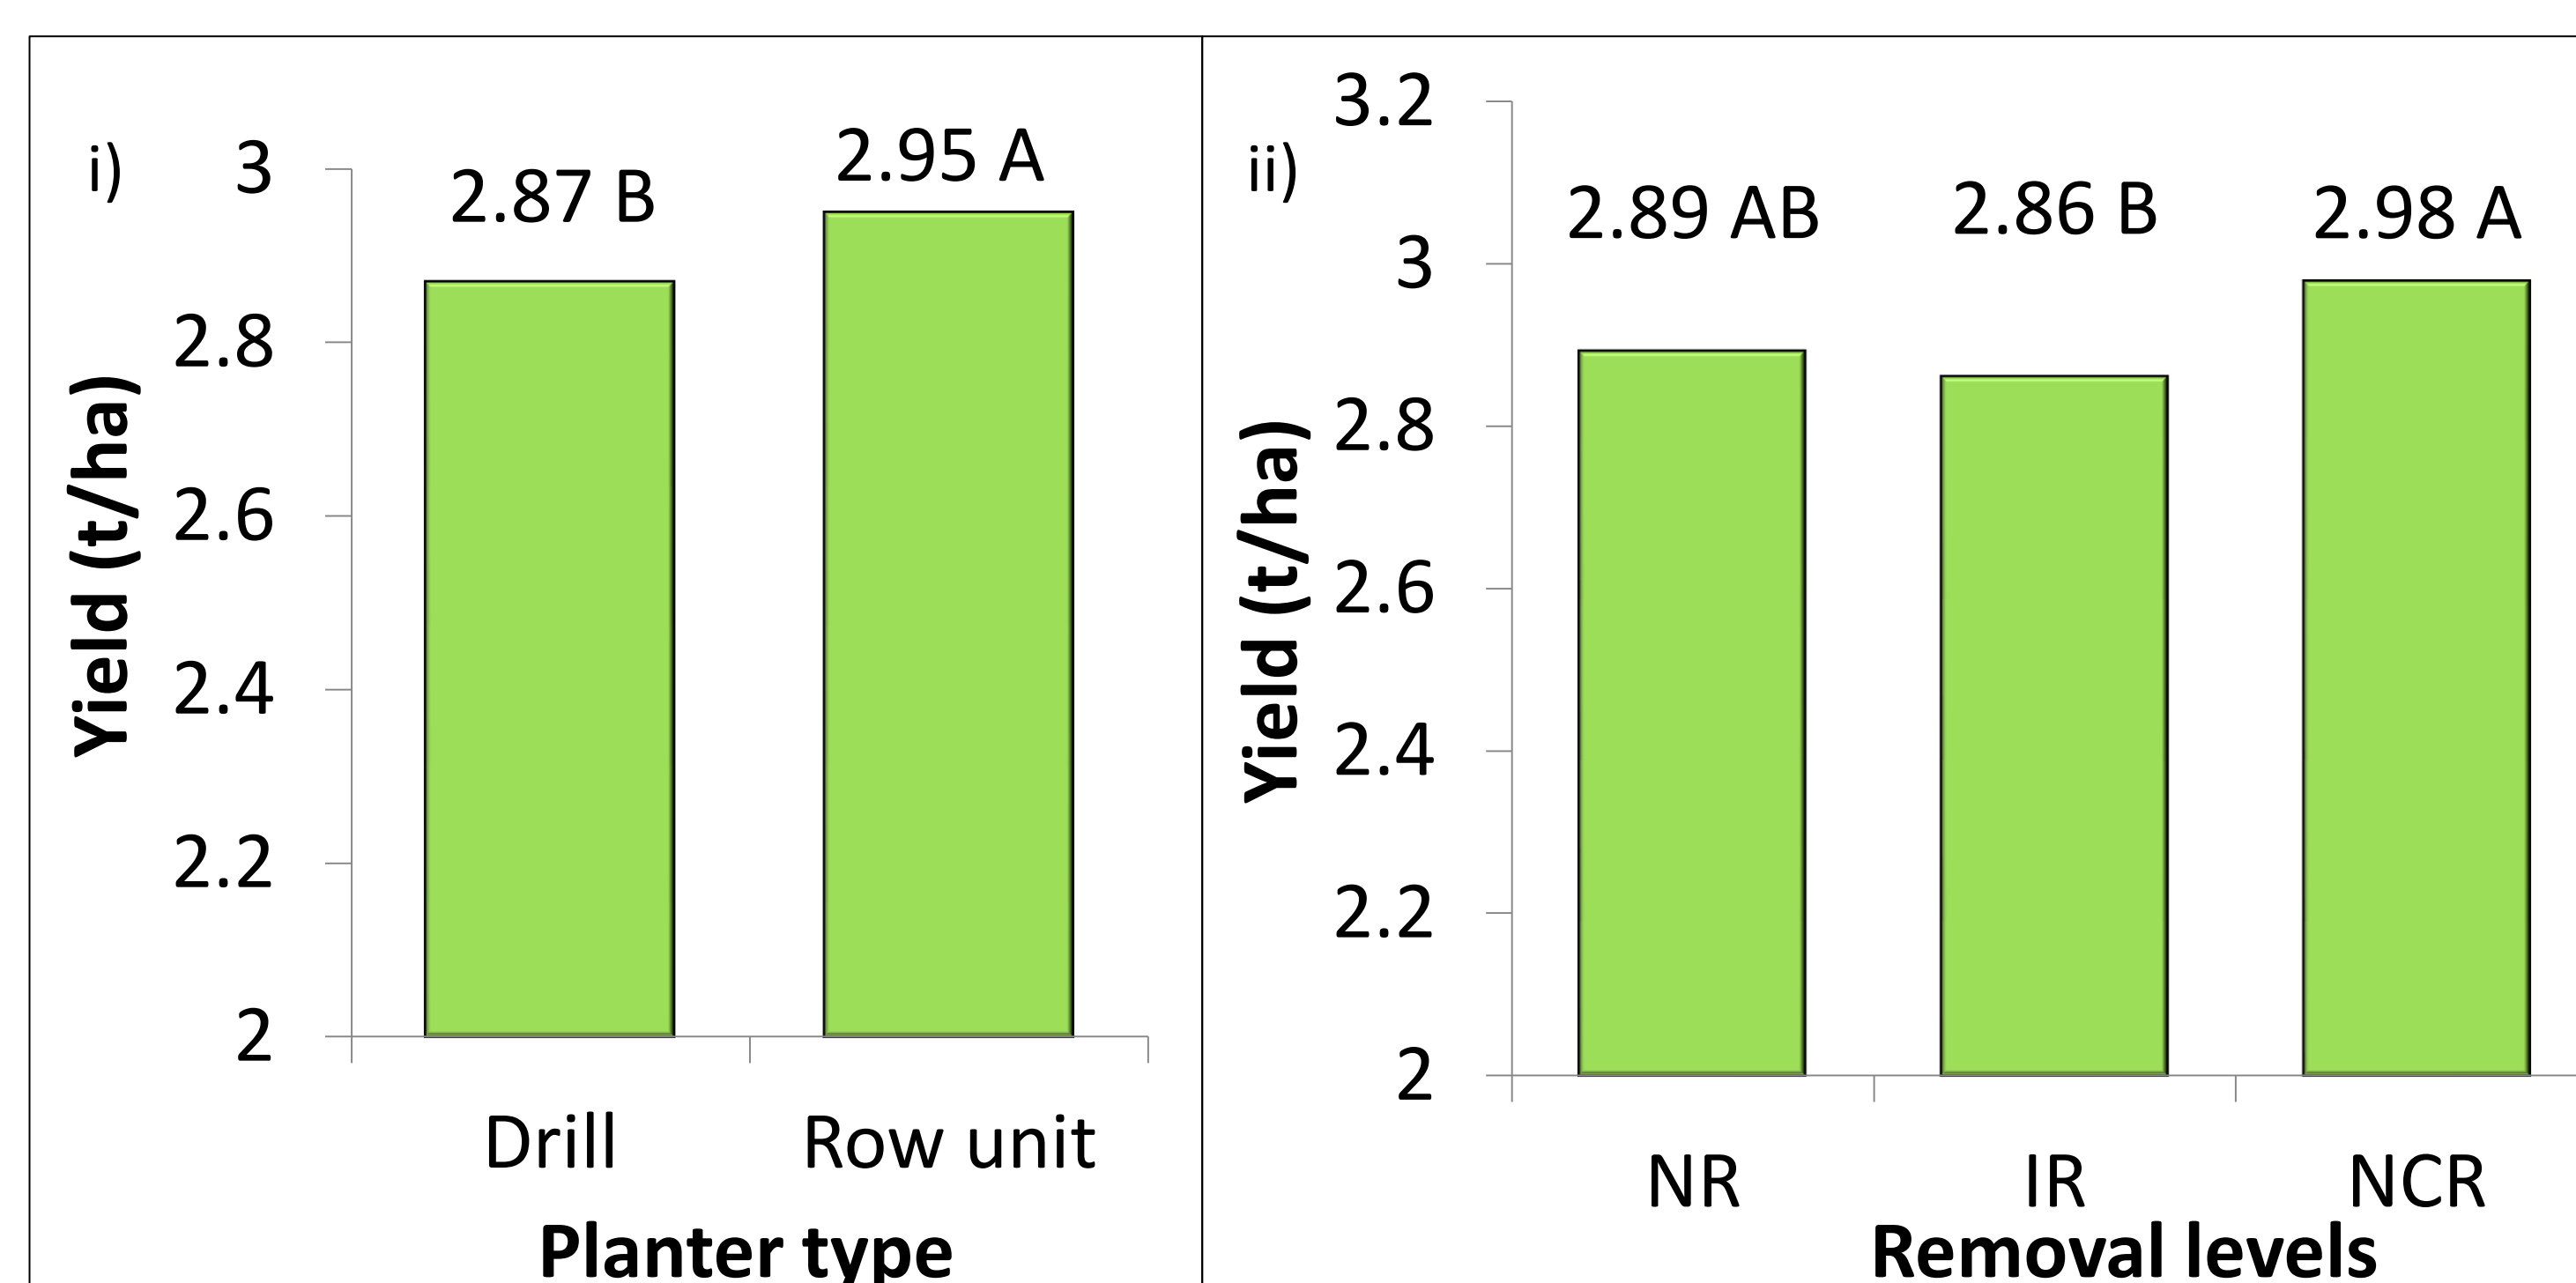 i)
Yield (t/ha)
3
2.8
2.6
2.4
2.2
2
2.87 B
2.95 A
Drill
Row unit
Planter type
ii)
Yield (t/ha)
3.2
3
2.8
2.6
2.4
2.2
2
2.89 AB
2.86 B
2.98 A
NR
IR
NCR
Removal levels